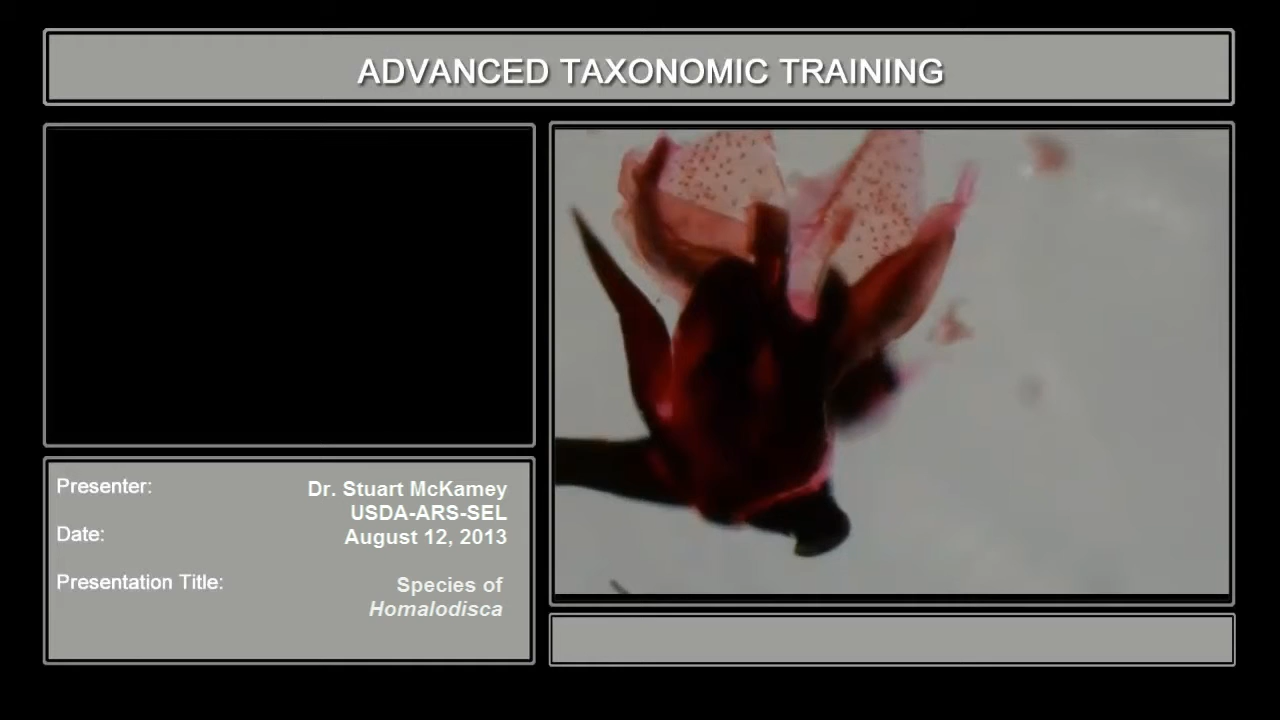 ADVANCED TAXONOMIC TRAINING
Presenter:
Dr. Stuart McKamey
USDA-ARS-SEL
Date:
August 12, 2013
Presentation Title:
Species of
Homalodisca